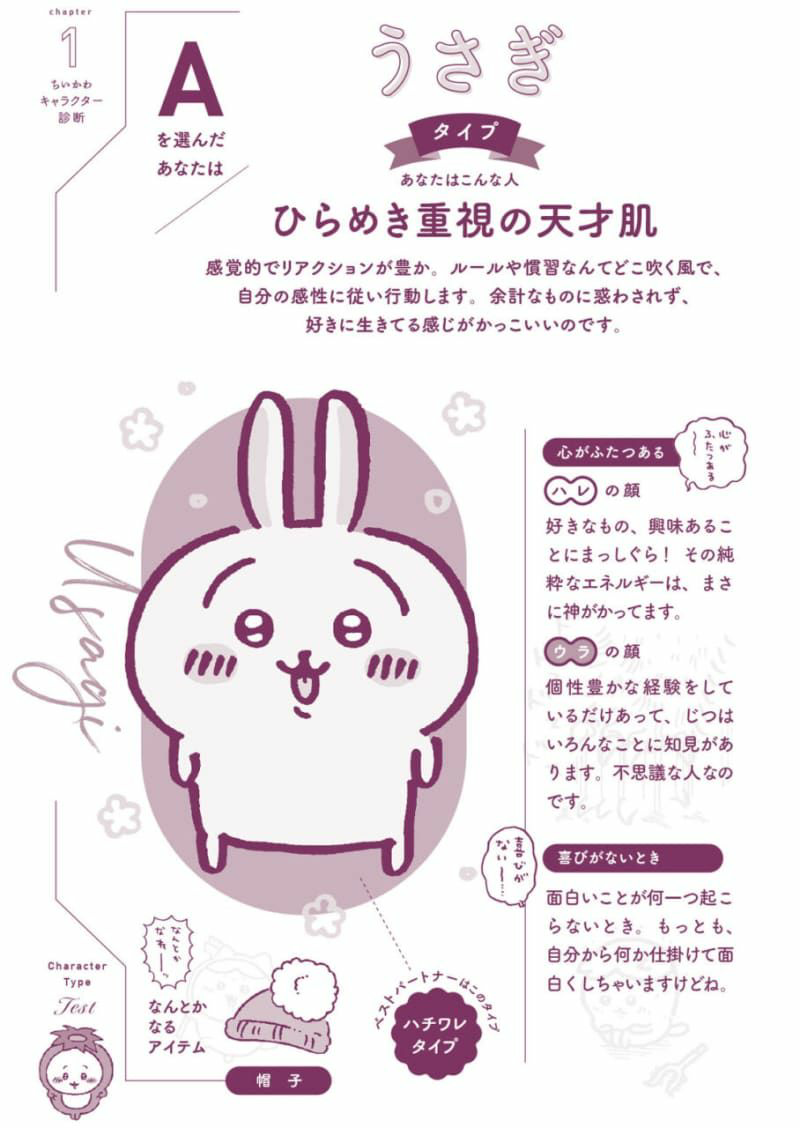 chapter
1
ちいかわ
キャラクター
診断
A
を選んだ
あなたは
うさぎ
タイプ
あなたはこんな人
ひらめき重視の天才肌
感覚的でリアクションが豊か。ルールや慣習なんてどこ吹く風で、
自分の感性に従い行動します。余計なものに惑わされず、
好きに生きてる感じがかっこいいのです。
Usagi
心がふたつある
心が
ふたつある
〜〜
ハレの顔
好きなもの、興味あるこ
とにまっしぐら！その純
粋なエネルギーは、まさ
に神がかってます。
ウラの顔
個性豊かな経験をして
いるだけあって、じつは
いろんなことに知見があ
ります。不思議な人なの
です。
喜びが
ない〜〜……
喜びがないとき
面白いことが何一つ起こ
らないとき。もっとも、
自分から何か仕掛けて面
白くしちゃいますけどね。
Character
Type
Test
なんとか
なれーーッ
なんとか
なる
アイテム
帽子
ベストパートナーはこのタイプ
ハチワレ
タイプ